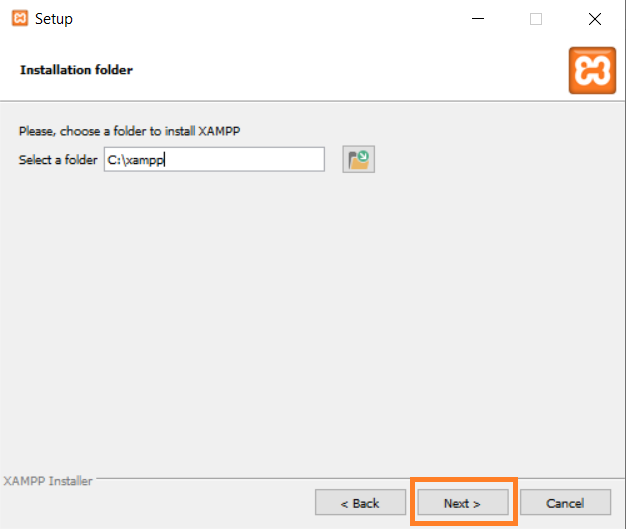 Setup
Installation folder
Please, choose a folder to install XAMPP
Select a folder C:\xampp
XAMPP Installer
< Back Next > Cancel